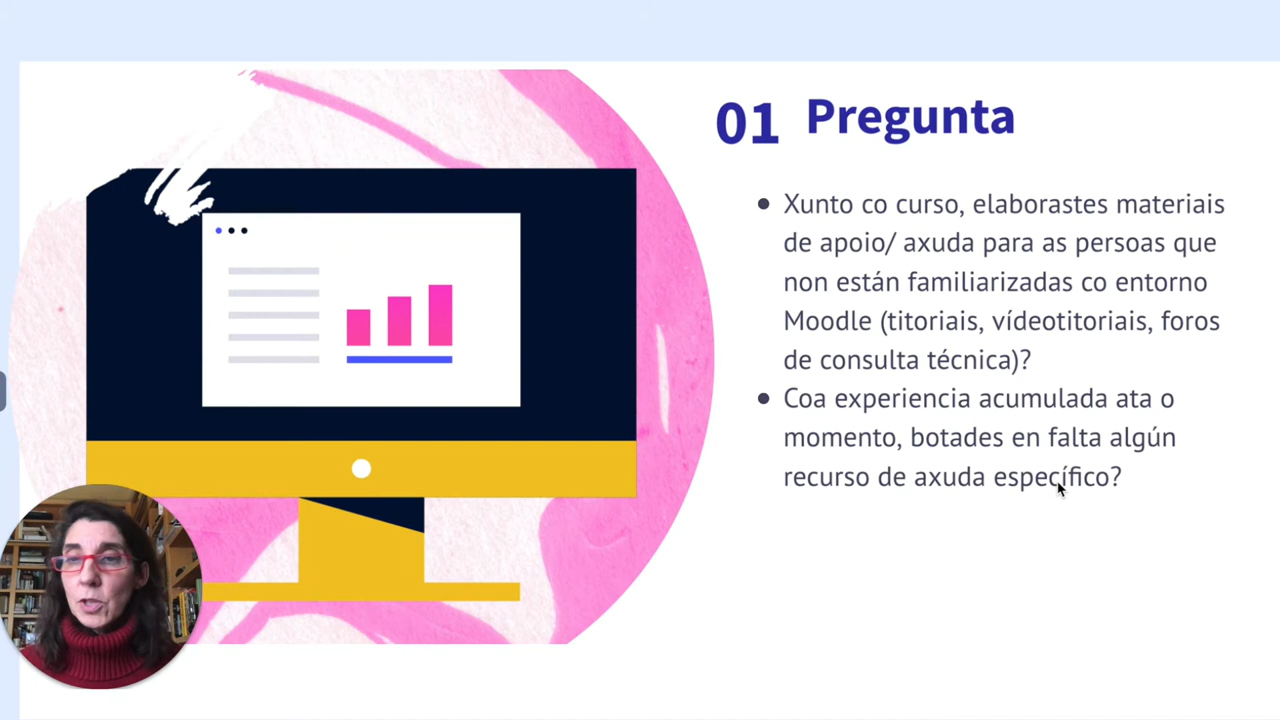 01 Pregunta
Xunto co curso, elaborastes materiais
de apoio/ axuda para as persoas que
non están familiarizadas co entorno
Moodle (titoriais, vídeotitoriais, foros
de consulta técnica)?
Coa experiencia acumulada ata o
momento, botades en falta algún
recurso de axuda específico?